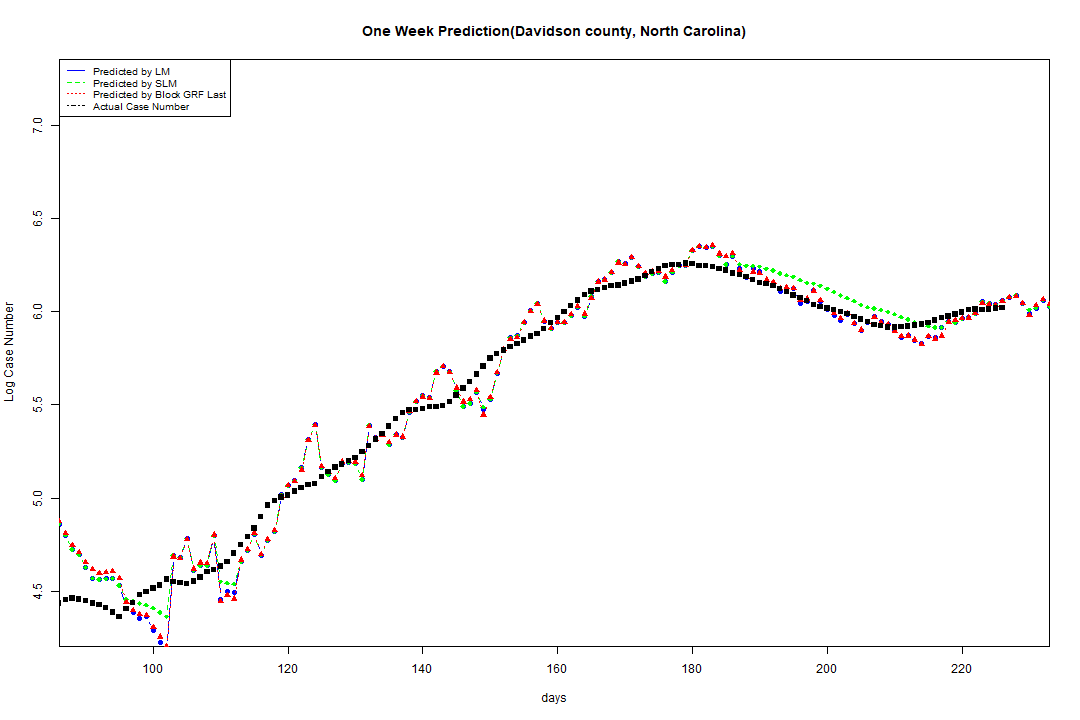 One Week Prediction(Davidson county, North Carolina)
Predicted by LM
Predicted by SLM
Predicted by Block GRF Last
Actual Case Number
7.0
6.5
6.0
5.5
5.0
4.5
Log Case Number
100 120 140 160 180 200 220
days